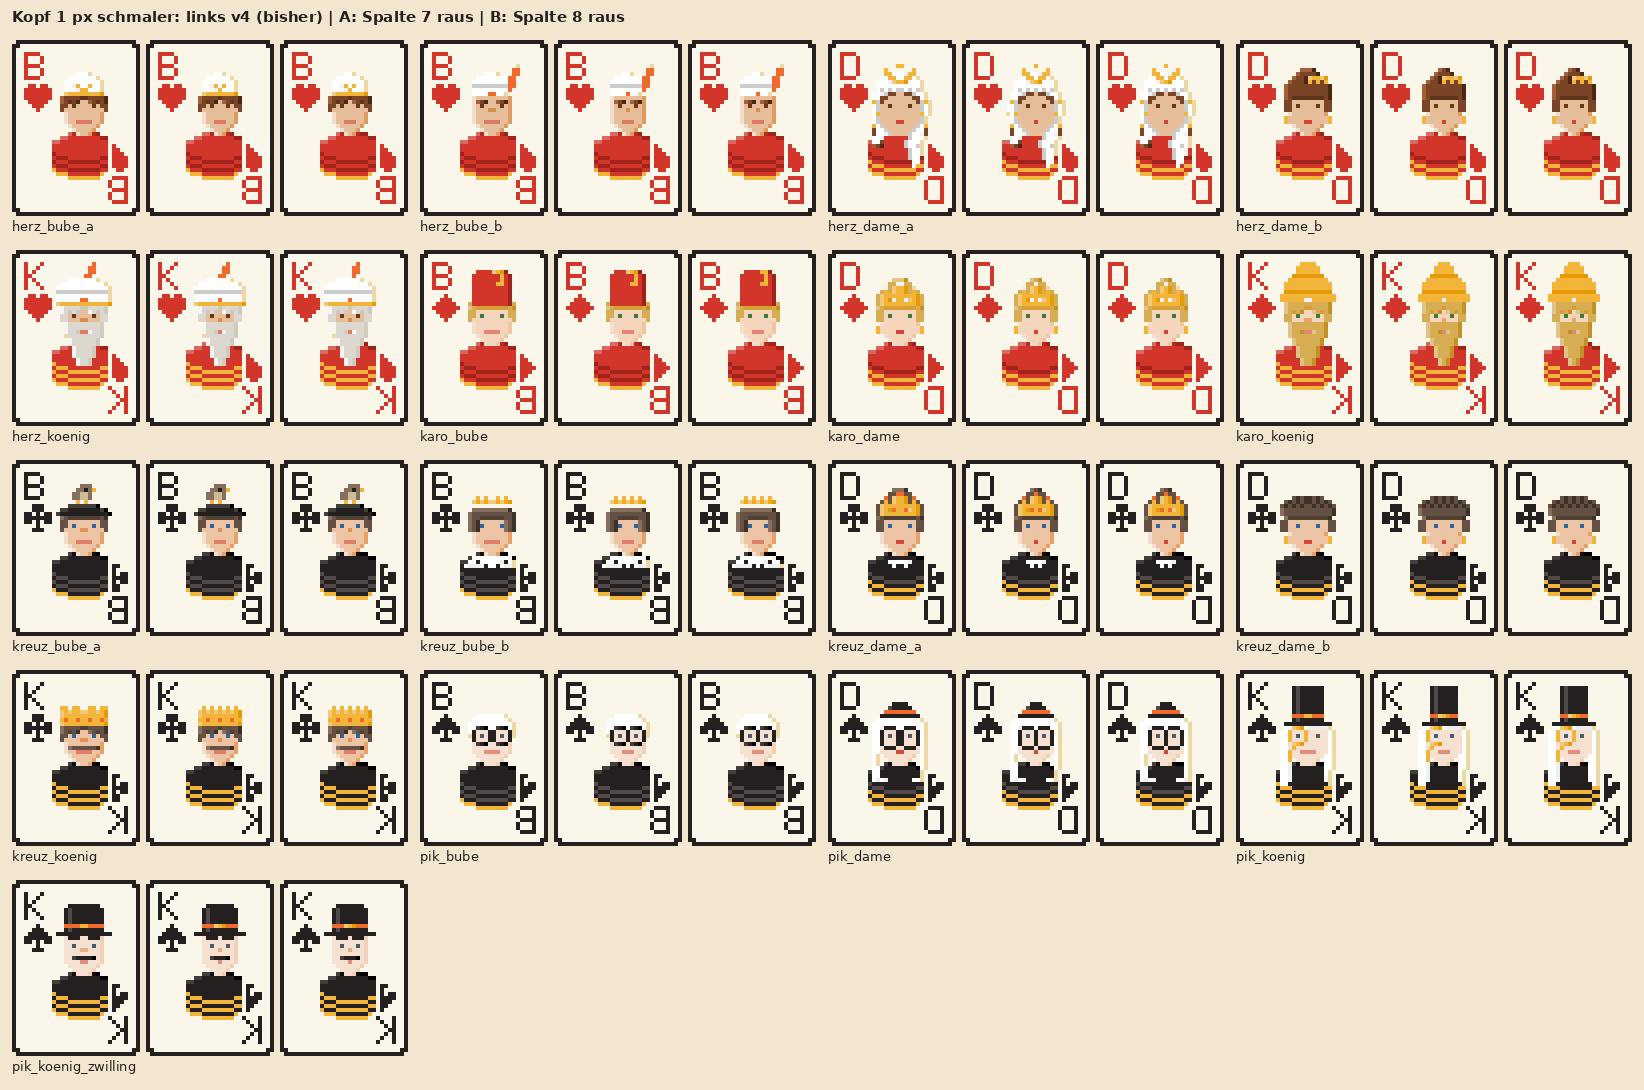 Kopf 1 px schmaler: links v4 (bisher) | A: Spalte 7 raus | B: Spalte 8 raus
B B B B B B D D D D D D
B B B B B B D D D D D D
herz_bube_a herz_bube_b herz_dame_a herz_dame_b
K K K B B B D D D K K K
K K K B B B D D D K K K
herz_koenig karo_bube karo_dame karo_koenig
B B B B B B D D D D D D
B B B B B B D D D D D D
kreuz_bube_a kreuz_bube_b kreuz_dame_a kreuz_dame_b
K K K B B B D D D K K K
K K K B B B D D D K K K
kreuz_koenig pik_bube pik_dame pik_koenig
K K K
K K K
pik_koenig_zwilling